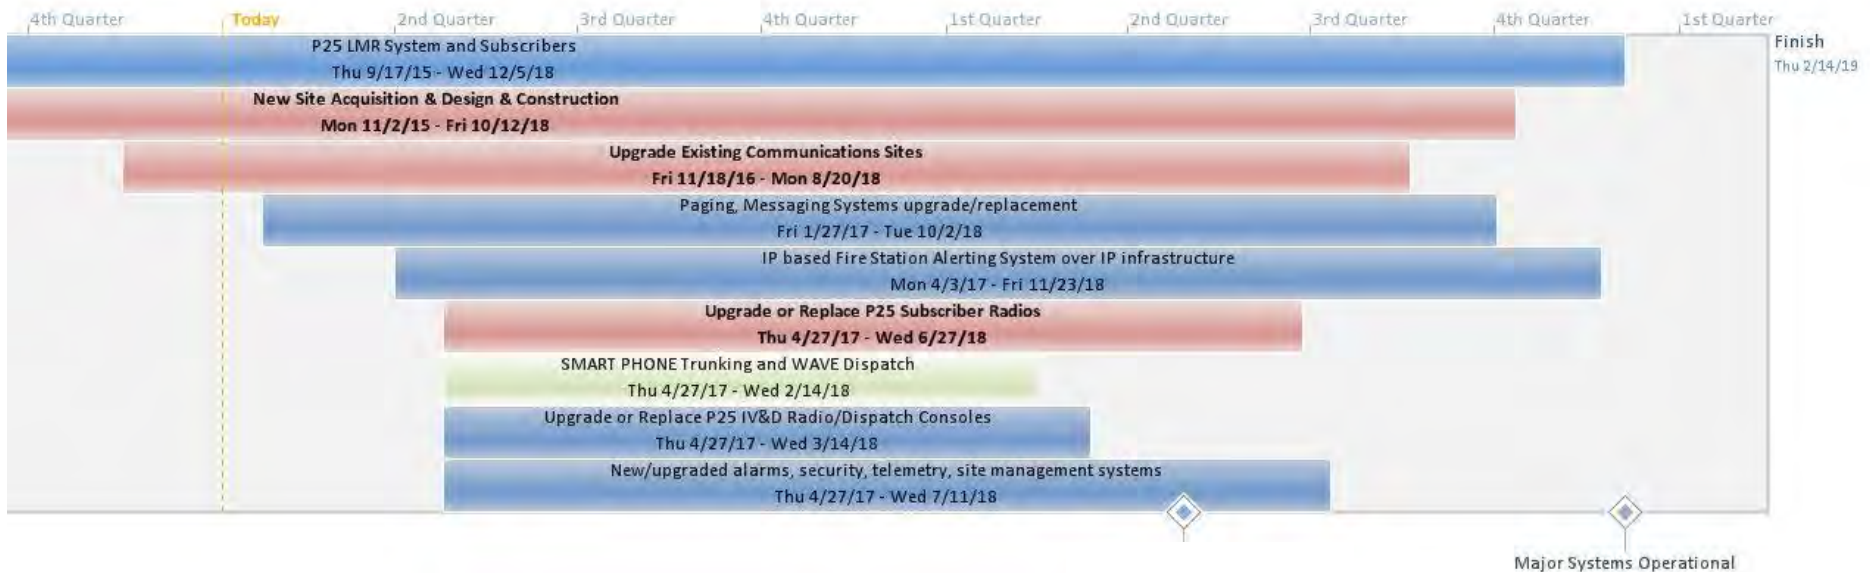 4th Quarter Today 2nd Quarter 3rd Quarter 4th Quarter 1st Quarter 2nd Quarter 3rd Quarter 4th Quarter 1st Quarter
P25 LMR System and Subscribers
Thu 9/17/15 - Wed 12/5/18
Finish
Thu 2/14/19
New Site Acquisition & Design & Construction
Mon 11/2/15 - Fri 10/12/18
Upgrade Existing Communications Sites
Fri 11/18/16 - Mon 8/20/18
Paging, Messaging Systems upgrade/replacement
Fri 1/27/17 - Tue 10/2/18
IP based Fire Station Alerting System over IP infrastructure
Mon 4/3/17 - Fri 11/23/18
Upgrade or Replace P25 Subscriber Radios
Thu 4/27/17 - Wed 6/27/18
SMART PHONE Trunking and WAVE Dispatch
Thu 4/27/17 - Wed 2/14/18
Upgrade or Replace P25 IV&D Radio/Dispatch Consoles
Thu 4/27/17 - Wed 3/14/18
New/upgraded alarms, security, telemetry, site management systems
Thu 4/27/17 - Wed 7/11/18
Major Systems Operational